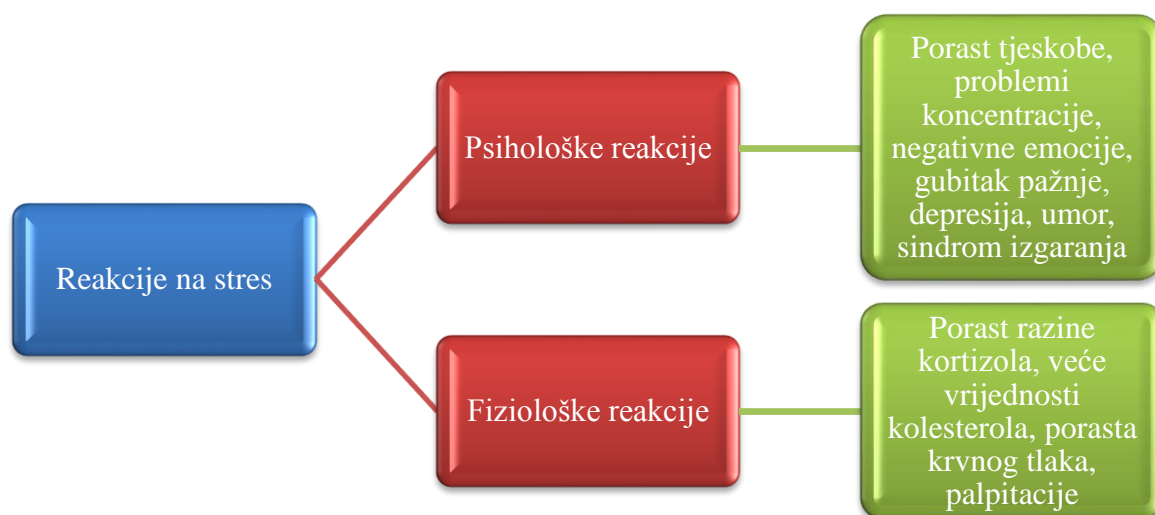 Reakcije na stres
Psihološke reakcije
Porast tjeskobe,
problemi
koncentracije,
negativne emocije,
gubitak pažnje,
depresija, umor,
sindrom izgaranja
Fiziološke reakcije
Porast razine
kortizola, veće
vrijednosti
kolesterola, porasta
krvnog tlaka,
palpitacije